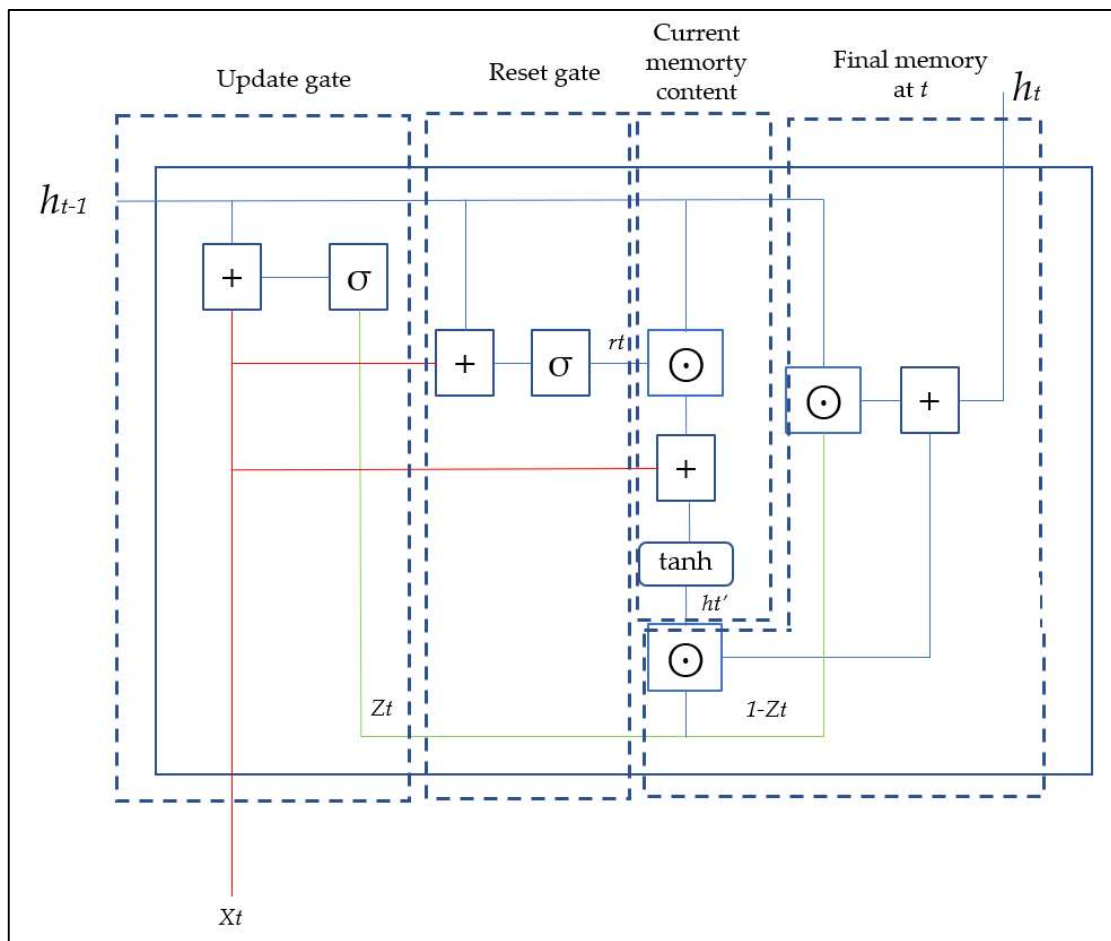 Update gate
Reset gate
Current
memorty
content
Final memory
at t
ht
ht-1
+
σ
+
σ
rt
⊙
⊙
+
+
tanh
ht'
⊙
Zt
1-Zt
Xt